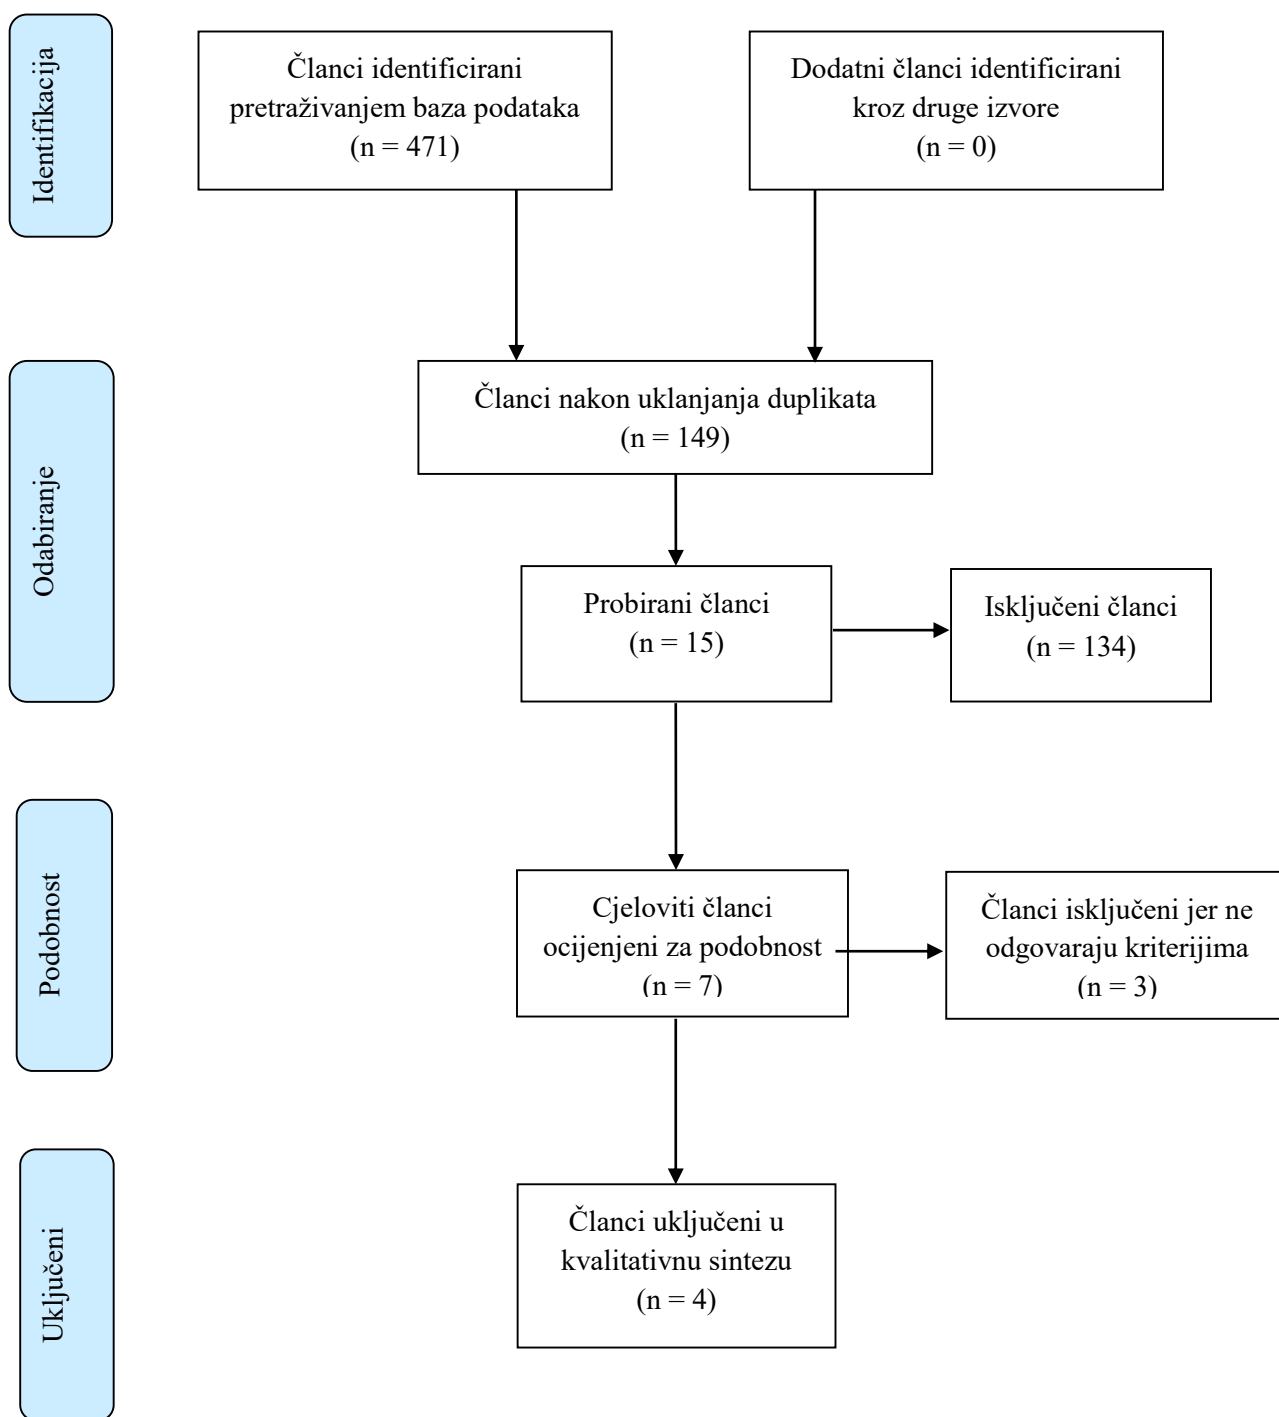 Identifikacija
Članci identificirani
pretraživanjem baza podataka
(n = 471)
Dodatni članci identificirani
kroz druge izvore
(n = 0)
Odabiranje
Članci nakon uklanjanja duplikata
(n = 149)
Probirani članci
(n = 15)
Isključeni članci
(n = 134)
Podobnost
Cjeloviti članci
ocijenjeni za podobnost
(n = 7)
Članci isključeni jer ne
odgovaraju kriterijima
(n = 3)
Uključeni
Članci uključeni u
kvalitativnu sintezu
(n = 4)